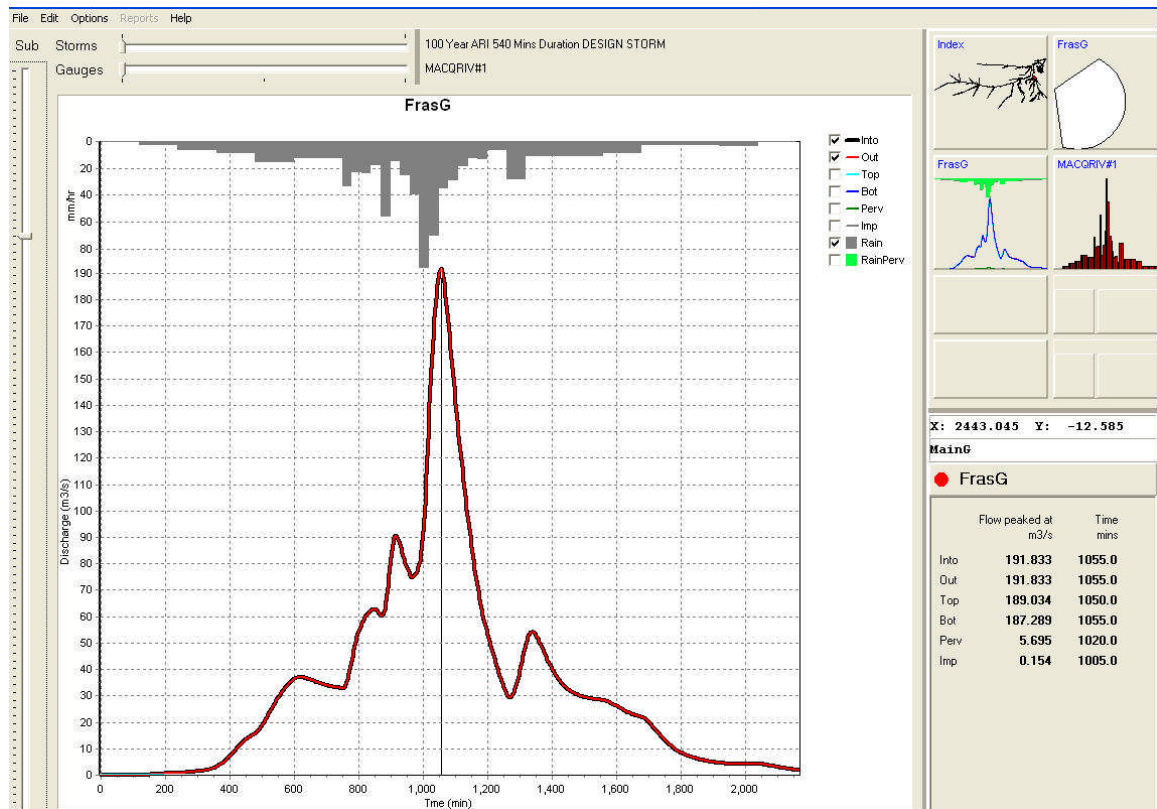 File Edit Options Reports Help
Sub Storms
100 Year ARI 540 Mins Duration DESIGN STORM
Gauges
MACQRIV#1
FrasG
0
20
40
60
80
mm/hr
190
80
170
160
150
140
130
120
110
100
90
80
70
60
50
40
30
20
10
0
Discharge (m3/s)
0 200 400 600 800 1,000 1,200 1,400 1,600 1,800 2,000
Time (min)
Into
Out
Top
Bot
Perv
Imp
Rain
RainPerv
Index FrasG
FrasG MACQRIV#1
X: 2443.045 Y: -12.585
MainG
FrasG
Flow peaked at Time
m3/s mins
Into 191.833 1055.0
Out 191.833 1055.0
Top 189.034 1050.0
Bot 187.289 1055.0
Perv 5.695 1020.0
Imp 0.154 1005.0